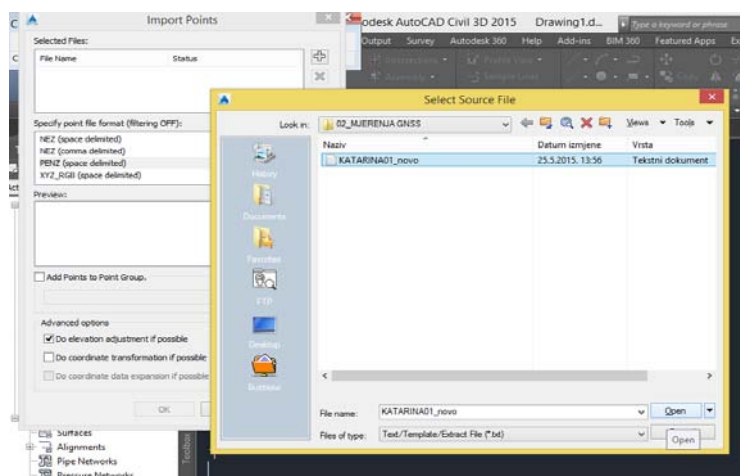 Import Points
odesk AutoCAD Civil 3D 2015 Drawing1.d...
Type a keyword or phrase
Output Survey Autodesk 360 Help Add-ins BIM 360 Featured Apps
Selected Files:
File Name Status
Specify point file format (filtering OFF):
NEZ (space delimited)
NEZ (comma delimited)
PENZ (space delimited)
XYZ_RGB (space delimited)
Preview:
Add Points to Point Group.
Advanced options
Do elevation adjustment if possible
Do coordinate transformation if possible
Do coordinate data expansion if possible
OK
Surfaces
Alignments
Pipe Networks
Pressure Networks
Toolbox
Select Source File
Look in: 02_MJERENJA GNSS
Views Tools
Naziv Datum izmjene Vrsta
KATARINA01_novo 25.5.2015. 13:56 Tekstni dokument
History
Documents
Favorites
FTP
Desktop
Buzzsaw
File name: KATARINA01_novo Open
Files of type: Text/Template/Extract File (*.txt)
Open